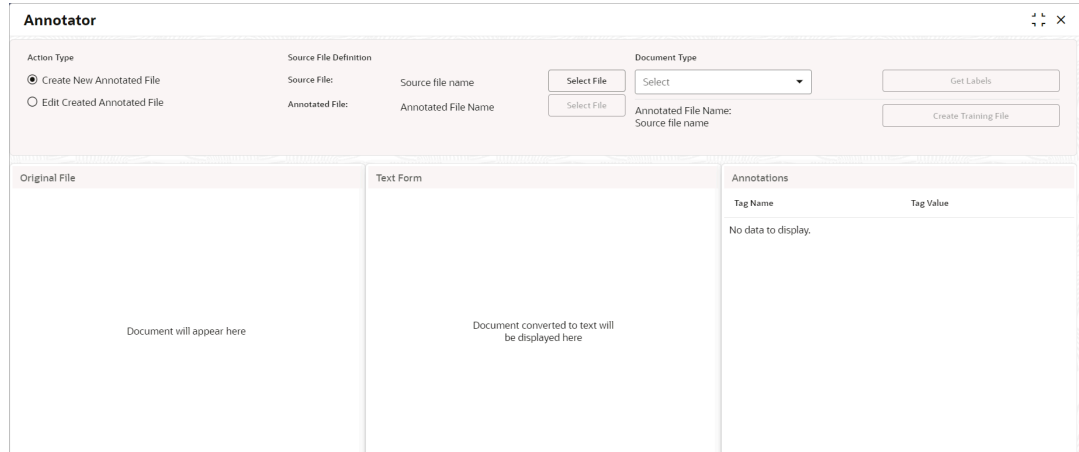 Annotator
Action Type
Create New Annotated File
Edit Created Annotated File
Source File Definition
Source File:
Source file name
Select File
Annotated File:
Annotated File Name
Select File
Document Type
Select
Annotated File Name:
Source file name
Get Labels
Create Training File
Original File
Document will appear here
Text Form
Document converted to text will
be displayed here
Annotations
Tag Name
Tag Value
No data to display.